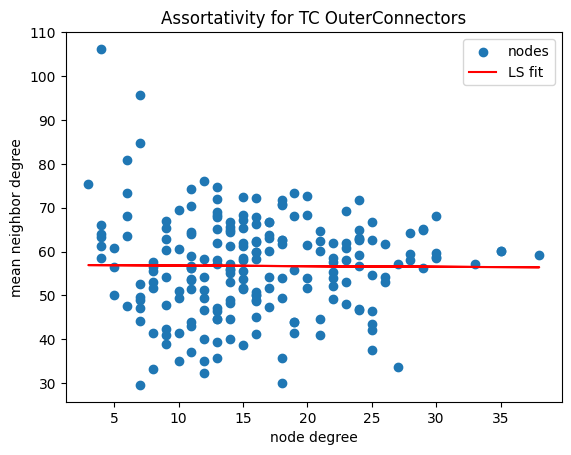 Assortativity for TC OuterConnectors
nodes
LS fit
mean neighbor degree
110
100
90
80
70
60
50
40
30
5 10 15 20 25 30 35
node degree